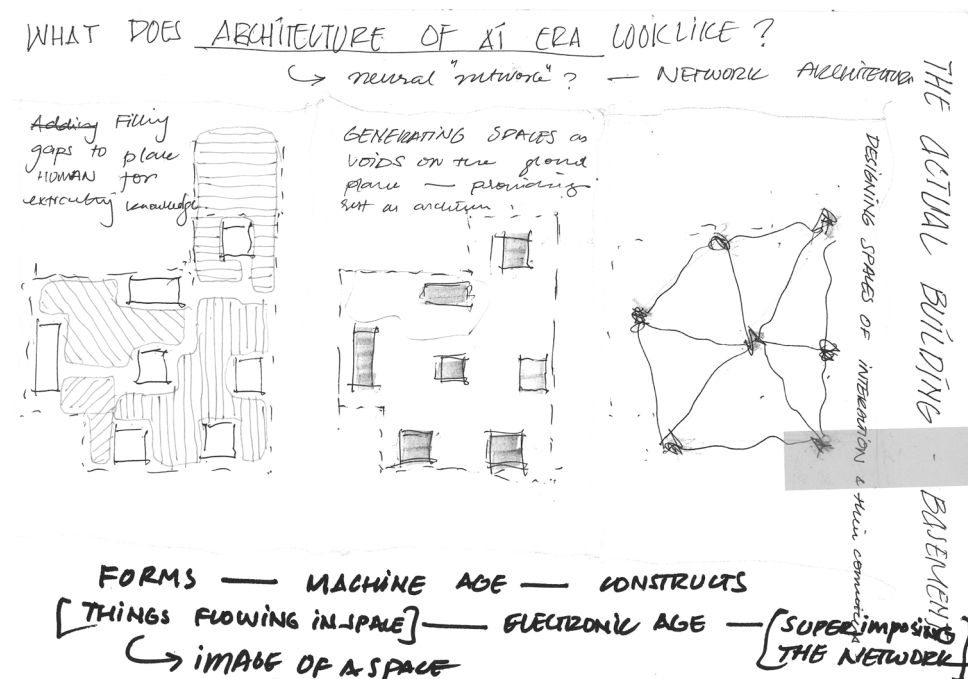 WHAT DOES ARCHITECTURE OF AI ERA LOOKLIKE ?
neural "network" ? — NETWORK ARCHITECTURE
Adding Filling
gaps to place
HUMAN for
extracting knowledge
GENERATING SPACES as
VOIDS ON the ground
plane — providing
as
DESIGNING SPACES OF INTERACTION & their
THE ACTUAL BUILDING - BASEMENT
FORMS — MACHINE AGE — CONSTRUCTS
[THINGS FLOWING IN SPACE] — ELECTRONIC AGE — [SUPERIMPOSING
THE NETWORK]
IMAGE OF A SPACE